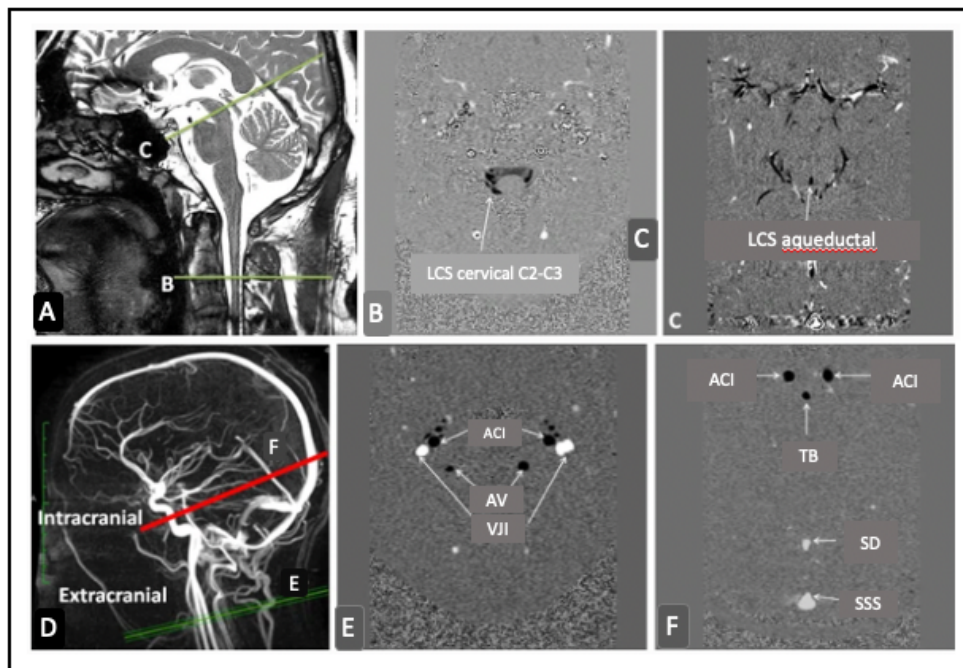 C
B
A
LCS cervical C2-C3
B
C
LCS aqueductal
C
F
Intracranial
E
Extracranial
D
ACI
AV
VJI
E
ACI
ACI
TB
SD
SSS
F